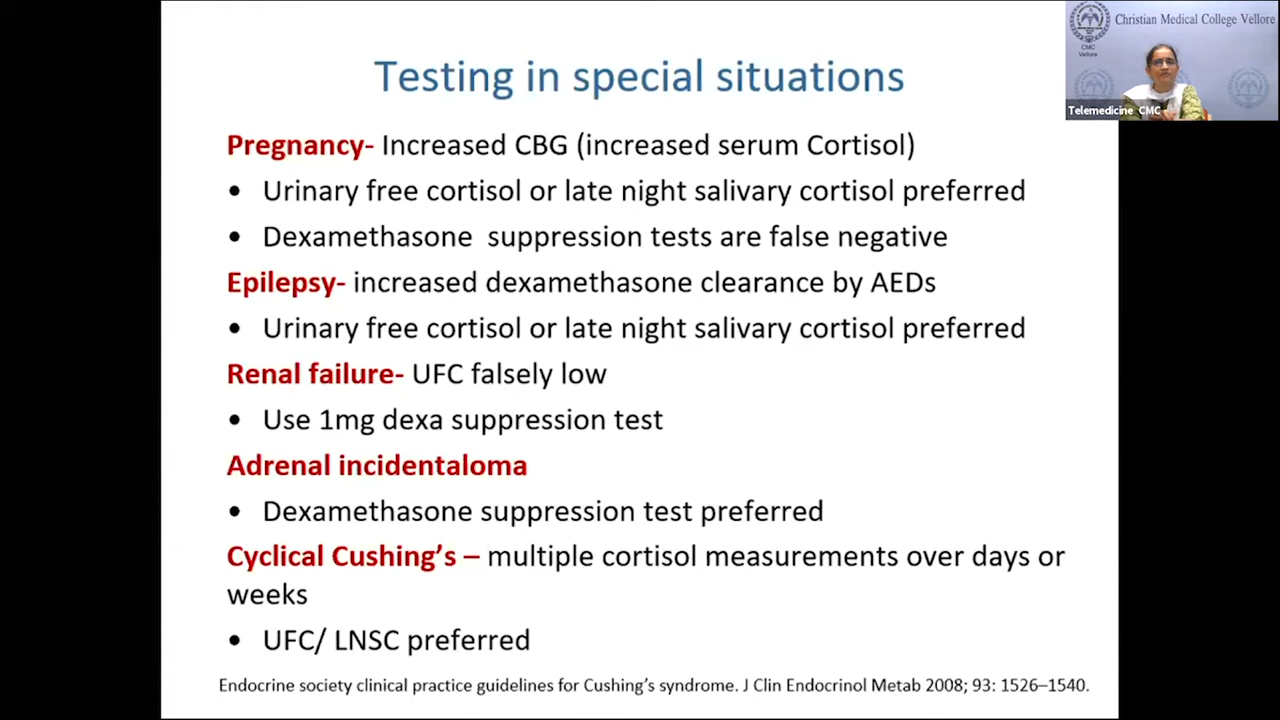 Testing in special situations
Pregnancy- Increased CBG (increased serum Cortisol)
• Urinary free cortisol or late night salivary cortisol preferred
• Dexamethasone suppression tests are false negative
Epilepsy- increased dexamethasone clearance by AEDs
• Urinary free cortisol or late night salivary cortisol preferred
Renal failure- UFC falsely low
• Use 1mg dexa suppression test
Adrenal incidentaloma
• Dexamethasone suppression test preferred
Cyclical Cushing's – multiple cortisol measurements over days or
weeks
• UFC/ LNSC preferred
Endocrine society clinical practice guidelines for Cushing's syndrome. J Clin Endocrinol Metab 2008; 93: 1526–1540.
Christian Medical College Vellore
CMC
Vellore
Telemedicine CMC